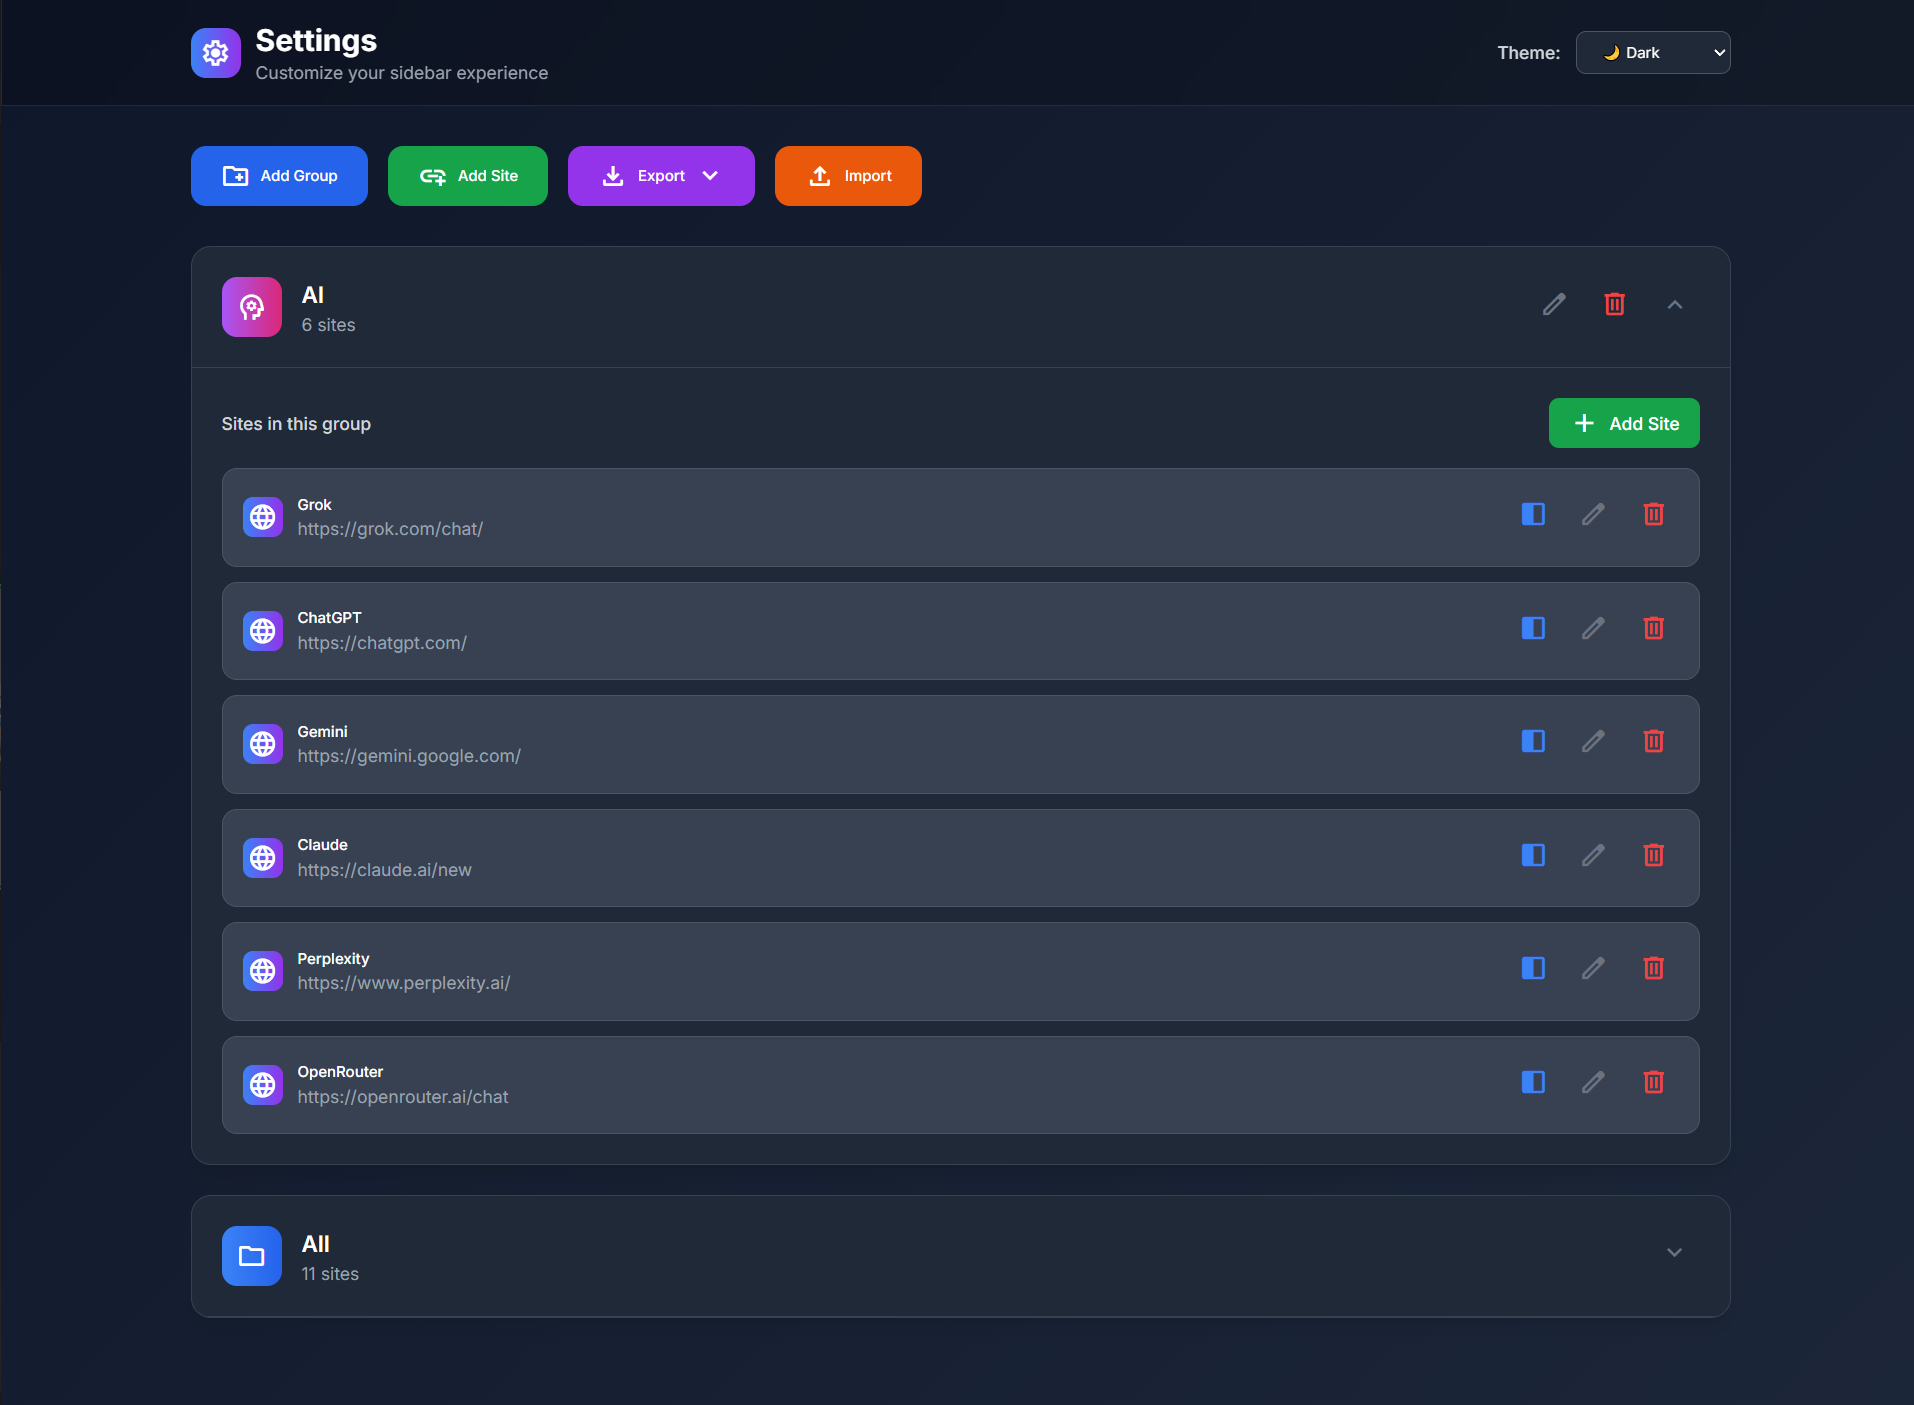 Settings
Customize your sidebar experience
Theme:
🌙 Dark
Add Group
Add Site
Export
Import
AI
6 sites
Sites in this group
Add Site
Grok
https://grok.com/chat/
ChatGPT
https://chatgpt.com/
Gemini
https://gemini.google.com/
Claude
https://claude.ai/new
Perplexity
https://www.perplexity.ai/
OpenRouter
https://openrouter.ai/chat
All
11 sites